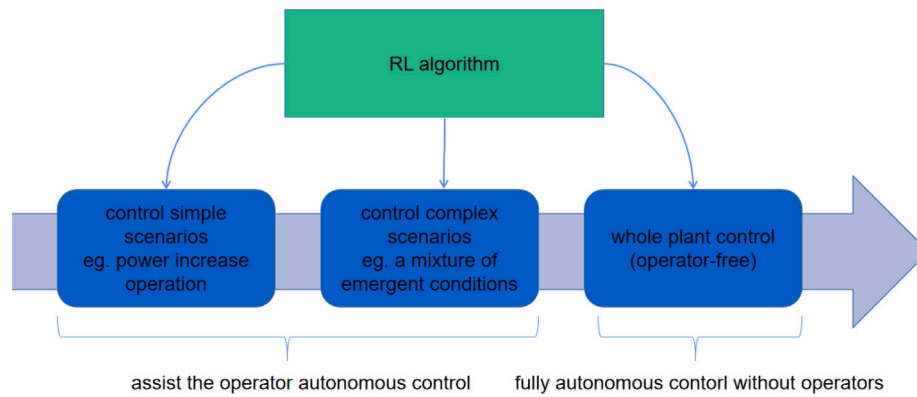 RL algorithm
control simple
scenarios
eg. power increase
operation
control complex
scenarios
eg. a mixture of
emergent conditions
whole plant control
(operator-free)
assist the operator autonomous control
fully autonomous contorl without operators